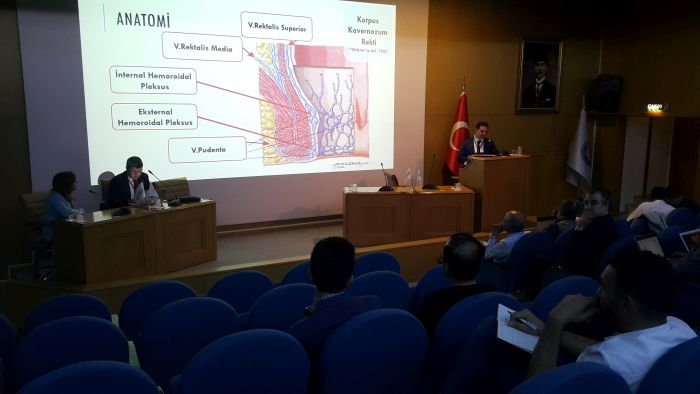 ANATOMİ
V.Rektalis Superior
V.Rektalis Media
İnternal Hemoroidal
Pleksus
Eksternal
Hemoroidal Pleksus
V.Pudenta
Korpus
Kavernozum
Rekti